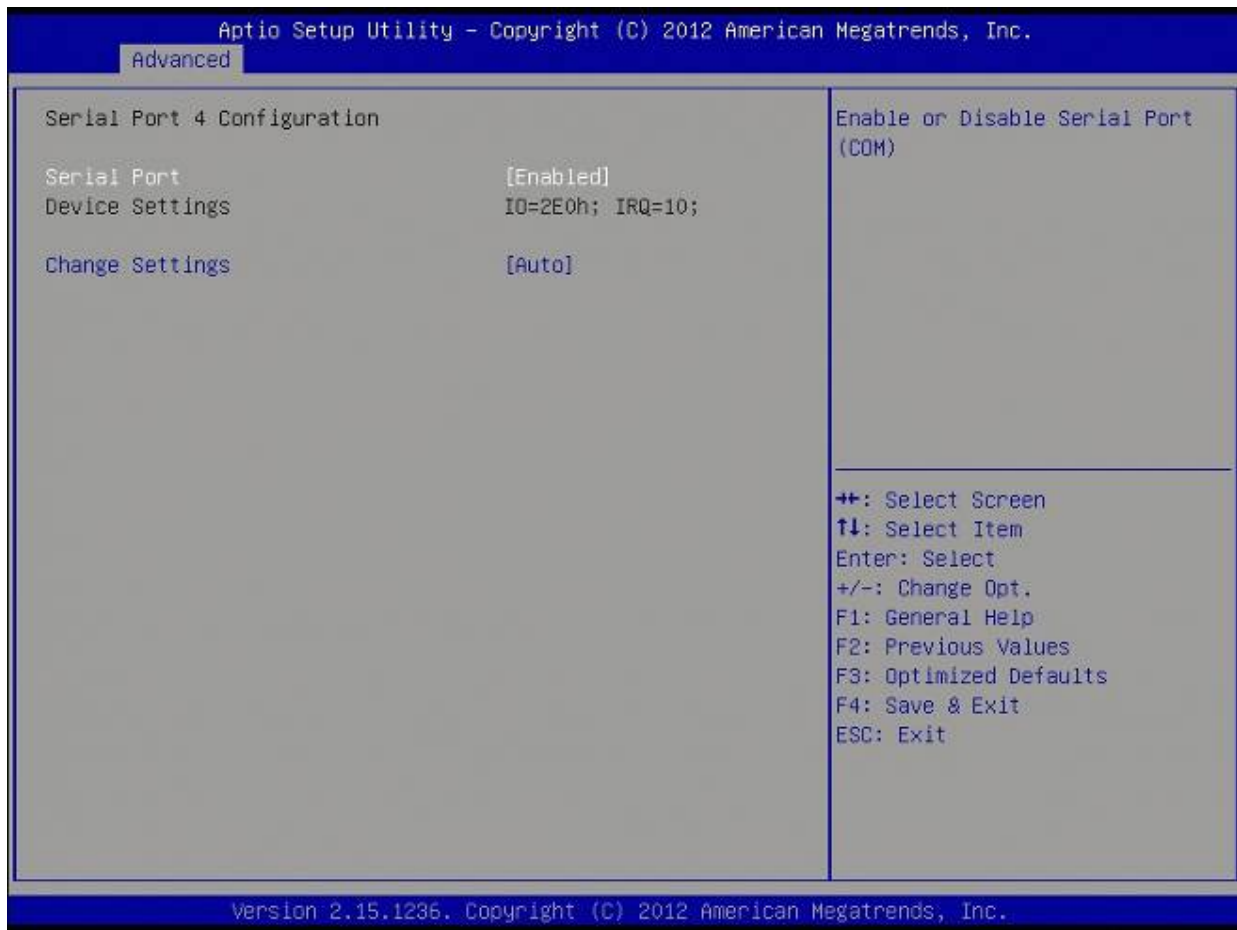 Aptio Setup Utility – Copyright (C) 2012 American Megatrends, Inc.
Advanced
Serial Port 4 Configuration
Serial Port [Enabled]
Device Settings IO=2E0h; IRQ=10;
Change Settings [Auto]
Enable or Disable Serial Port
(COM)
→←: Select Screen
↑↓: Select Item
Enter: Select
+/-: Change Opt.
F1: General Help
F2: Previous Values
F3: Optimized Defaults
F4: Save & Exit
ESC: Exit
Version 2.15.1236. Copyright (C) 2012 American Megatrends, Inc.